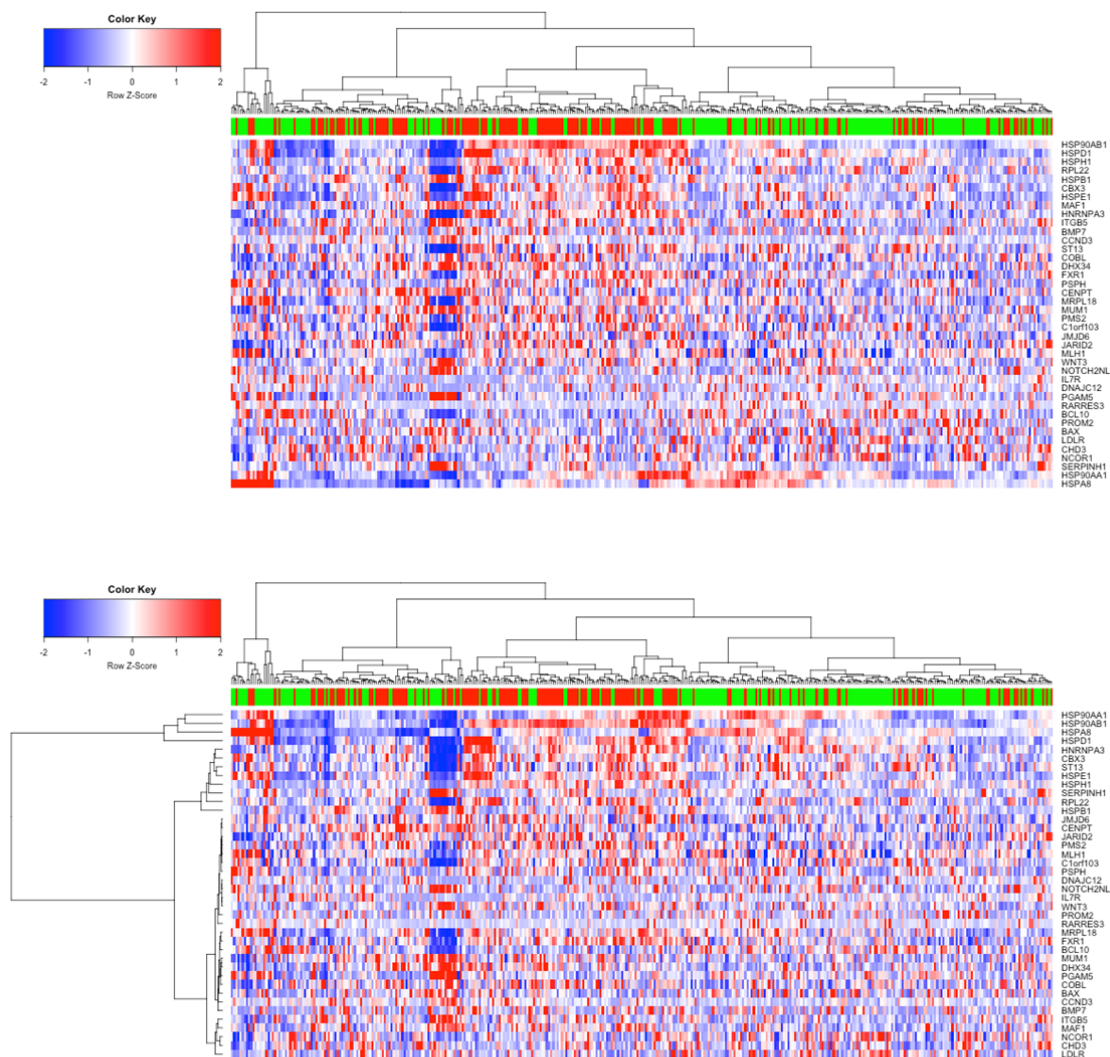 Color Key
-2 -1 0 1 2
Row Z-Score
HSP90AB1
HSPD1
HSPH1
RPL22
HSPB1
CBX3
HSPE1
MAF1
HNRNPA3
ITGB5
BMP7
CCND3
ST13
COBL
DHX34
FXR1
PSPH
CENPT
MRPL18
MUM1
PMS2
C1orf103
JMJD6
JARID2
MLH1
WNT3
NOTCH2NL
IL7R
DNAJC12
PGAM5
RARRES3
BCL10
PROM2
BAX
LDLR
CHD3
NCOR1
SERPINH1
HSP90AA1
HSPA8
Color Key
-2 -1 0 1 2
Row Z-Score
HSP90AA1
HSP90AB1
HSPA8
HSPD1
HNRNPA3
CBX3
ST13
HSPE1
HSPH1
SERPINH1
RPL22
HSPB1
JMJD6
CENPT
JARID2
PMS2
MLH1
C1orf103
PSPH
DNAJC12
NOTCH2NL
IL7R
WNT3
PROM2
RARRES3
MRPL18
FXR1
BCL10
MUM1
DHX34
PGAM5
COBL
BAX
CCND3
BMP7
ITGB5
MAF1
NCOR1
CHD3
LDLR